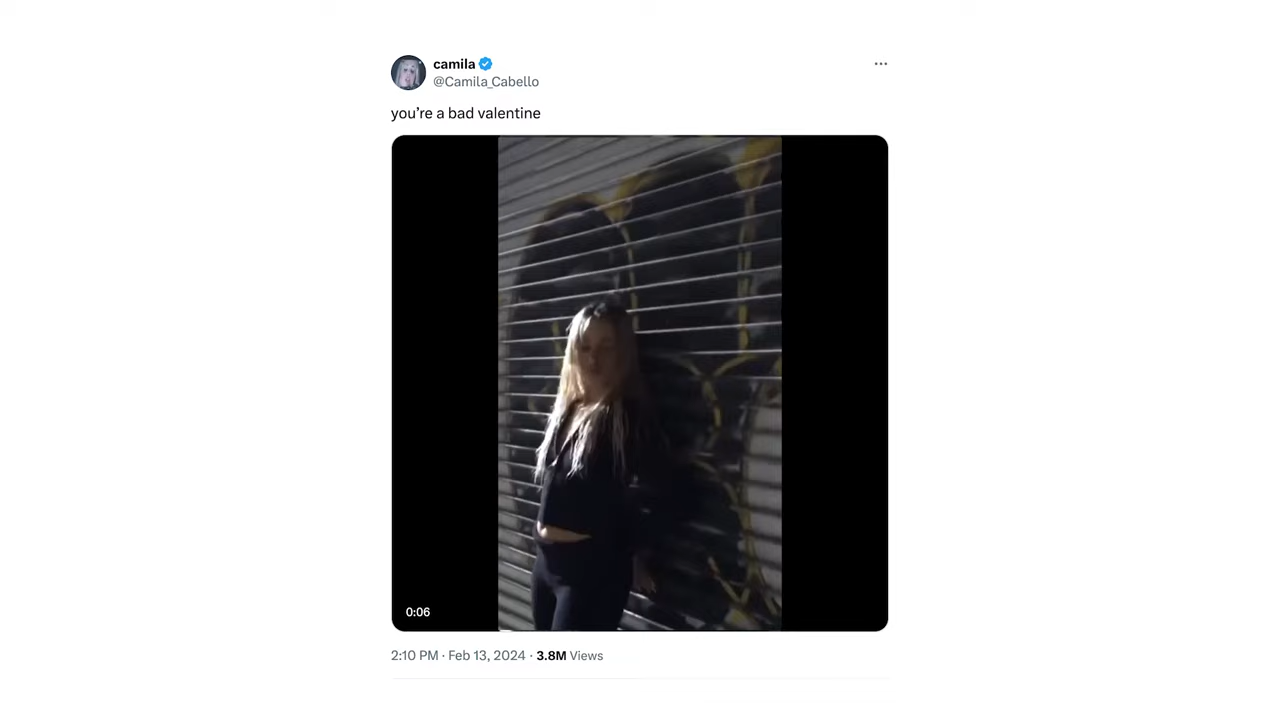 camila
@Camila_Cabello
you’re a bad valentine
0:06
2:10 PM · Feb 13, 2024 · 3.8M Views